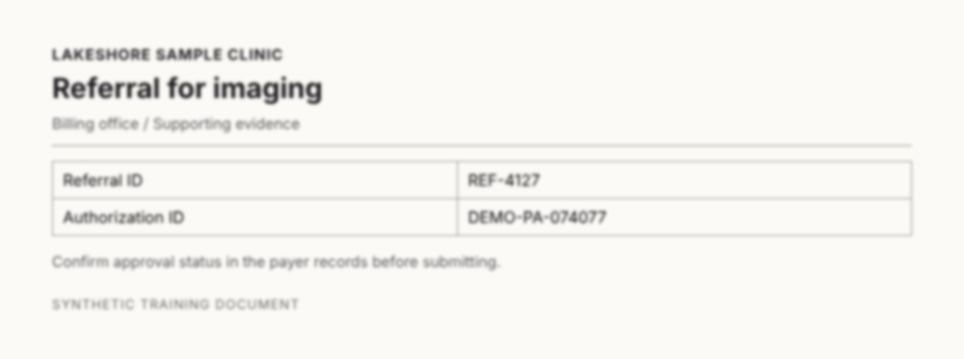 LAKESHORE SAMPLE CLINIC
Referral for imaging
Billing office / Supporting evidence
Referral ID REF-4127
Authorization ID DEMO-PA-074077
Confirm approval status in the payer records before submitting.
SYNTHETIC TRAINING DOCUMENT